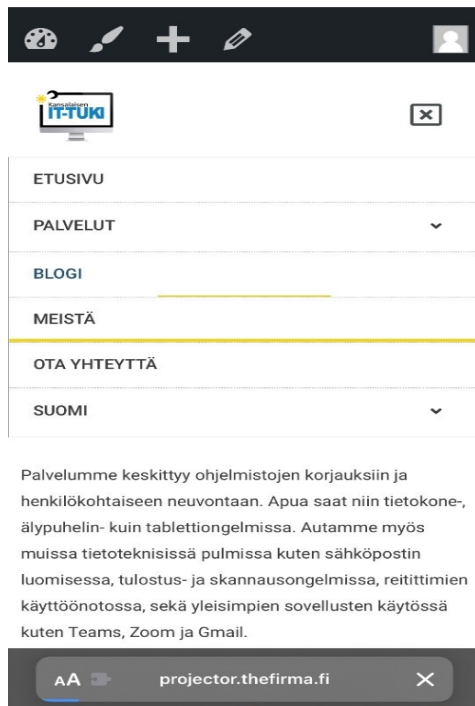 Kansalaisen
IT-TUKI
ETUSIVU
PALVELUT
BLOGI
MEISTÄ
OTA YHTEYTTÄ
SUOMI
Palvelumme keskittyy ohjelmistojen korjauksiin ja
henkilökohtaiseen neuvontaan. Apua saat niin tietokone-,
älypuhelin- kuin tablettiongelmissa. Autamme myös
muissa tietoteknisissä pulmissa kuten sähköpostin
luomisessa, tulostus- ja skannausongelmissa, reitittimien
käyttöönotossa, sekä yleisimpien sovellusten käytössä
kuten Teams, Zoom ja Gmail.
AA projector.thefirma.fi